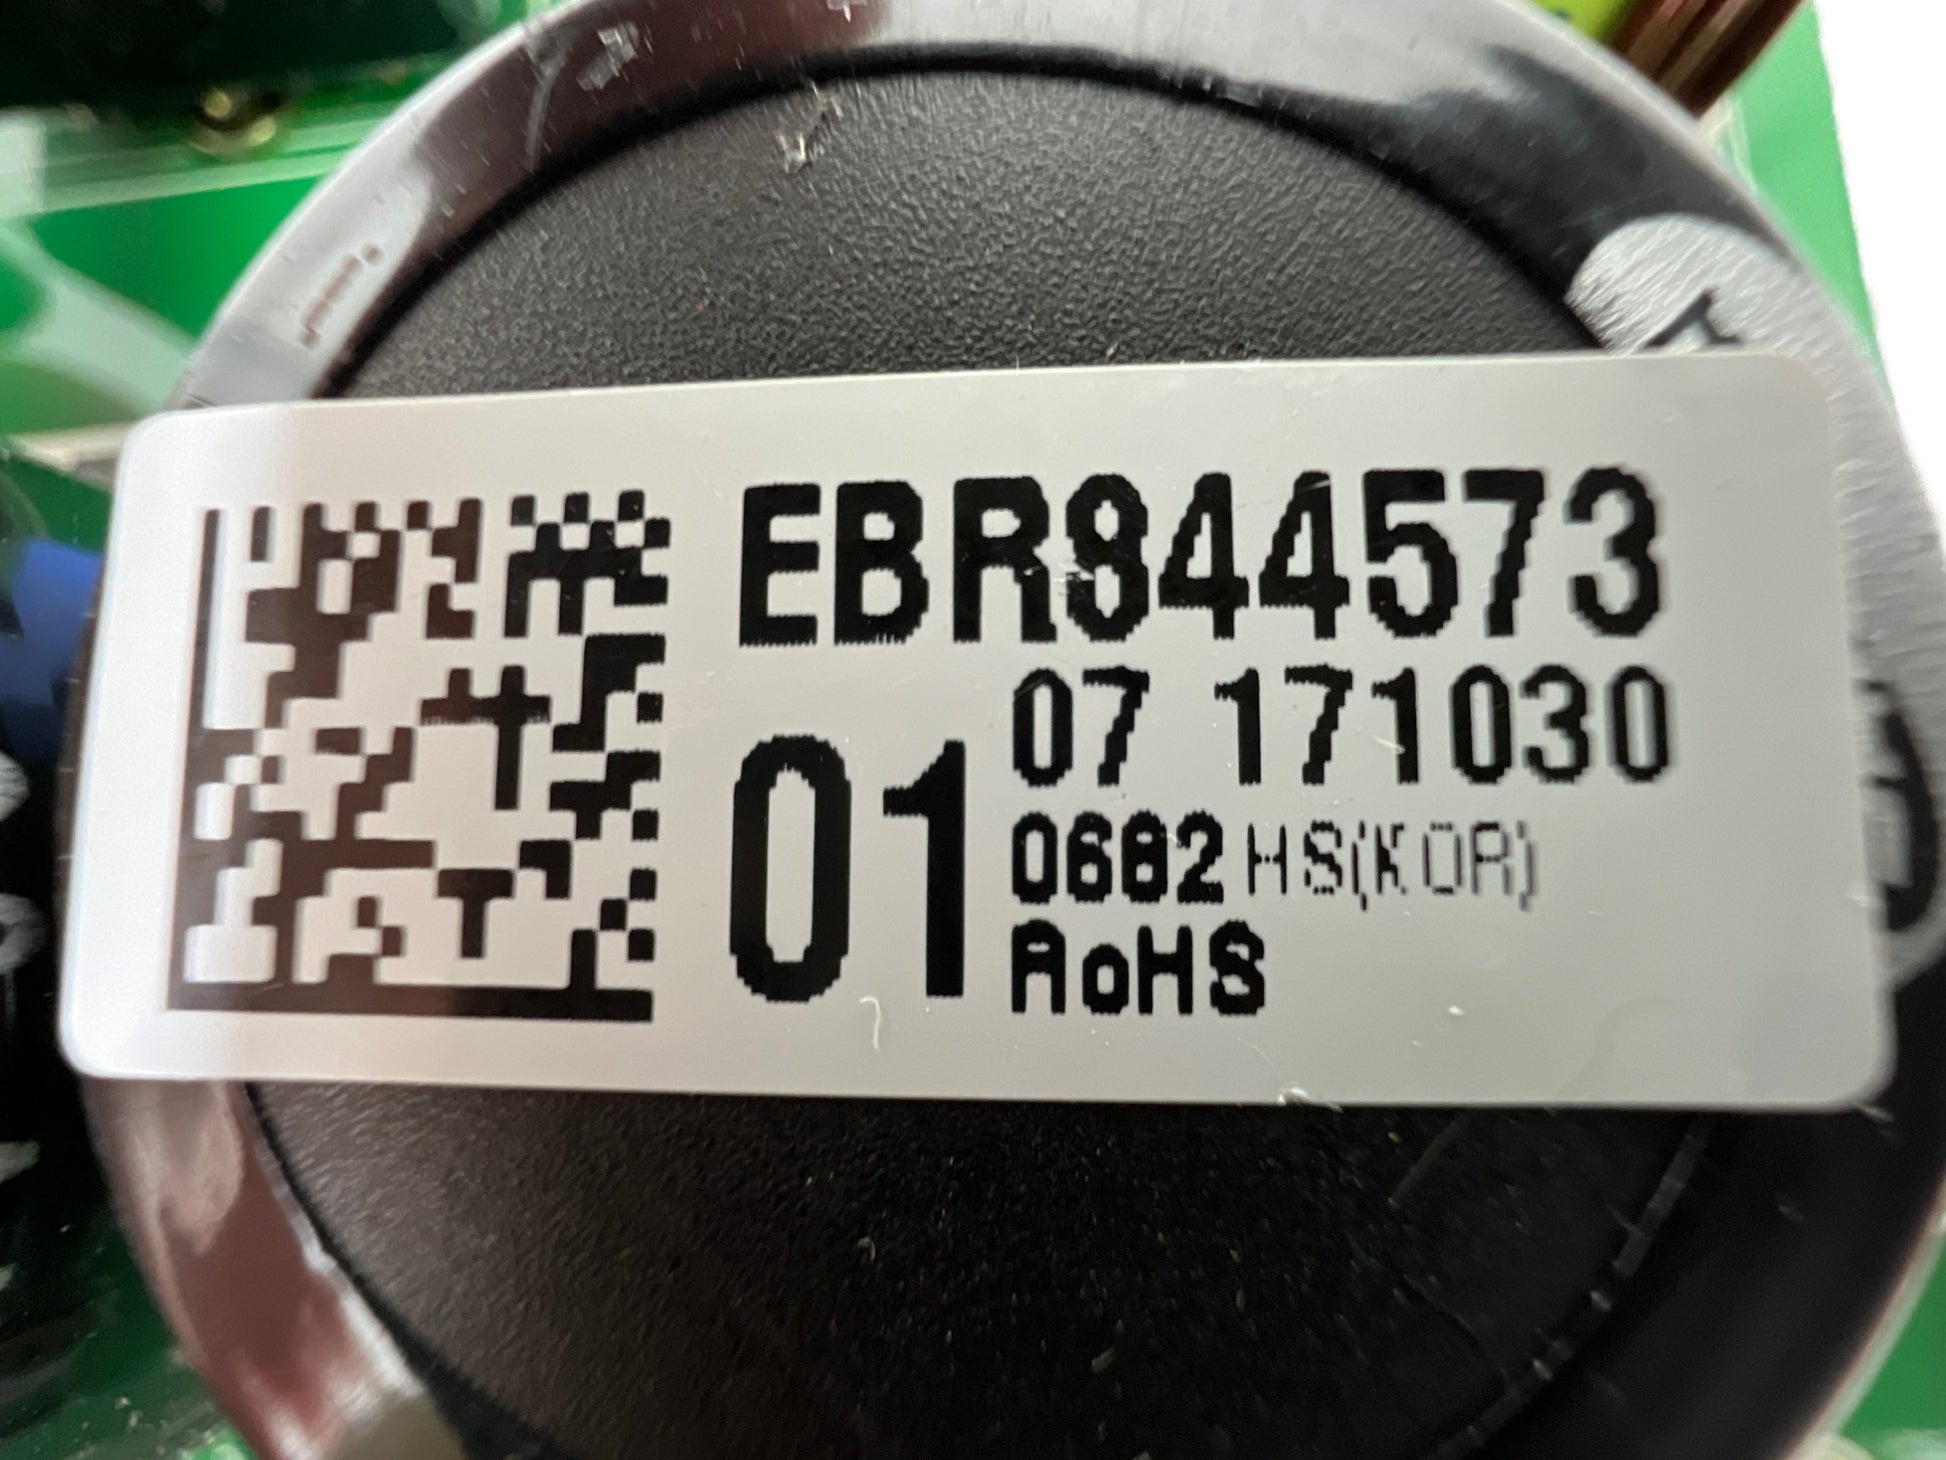 EBR844573
01
07 171030
0682 HS(KOR)
RoHS